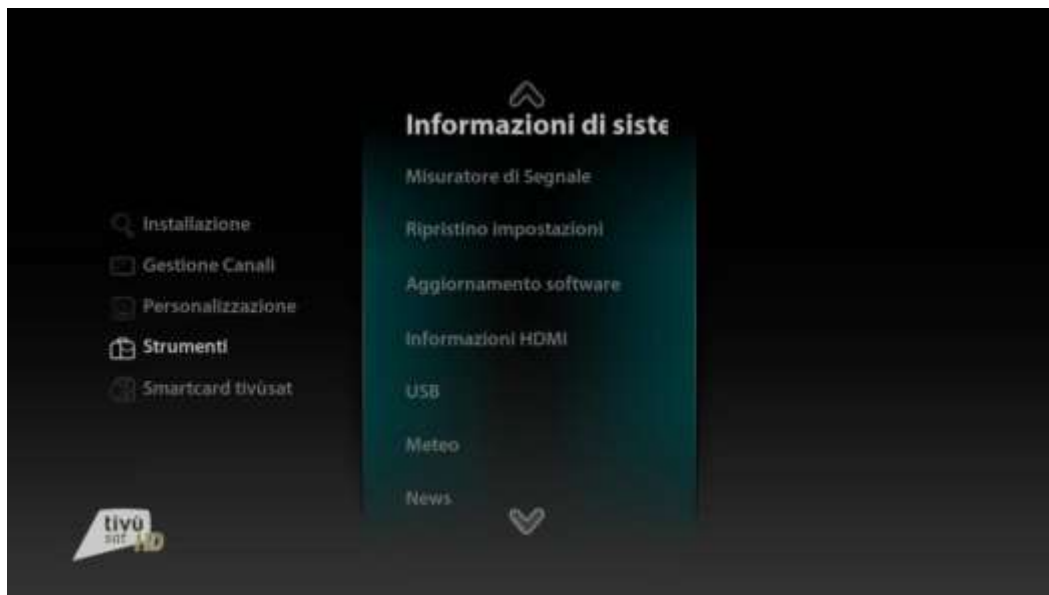 Informazioni di siste
Misuratore di Segnale
Installazione
Ripristino impostazioni
Gestione Canali
Aggiornamento software
Personalizzazione
Informazioni HDMI
Strumenti
Smartcard tivùsat
USB
Meteo
News
tivù
sat HD